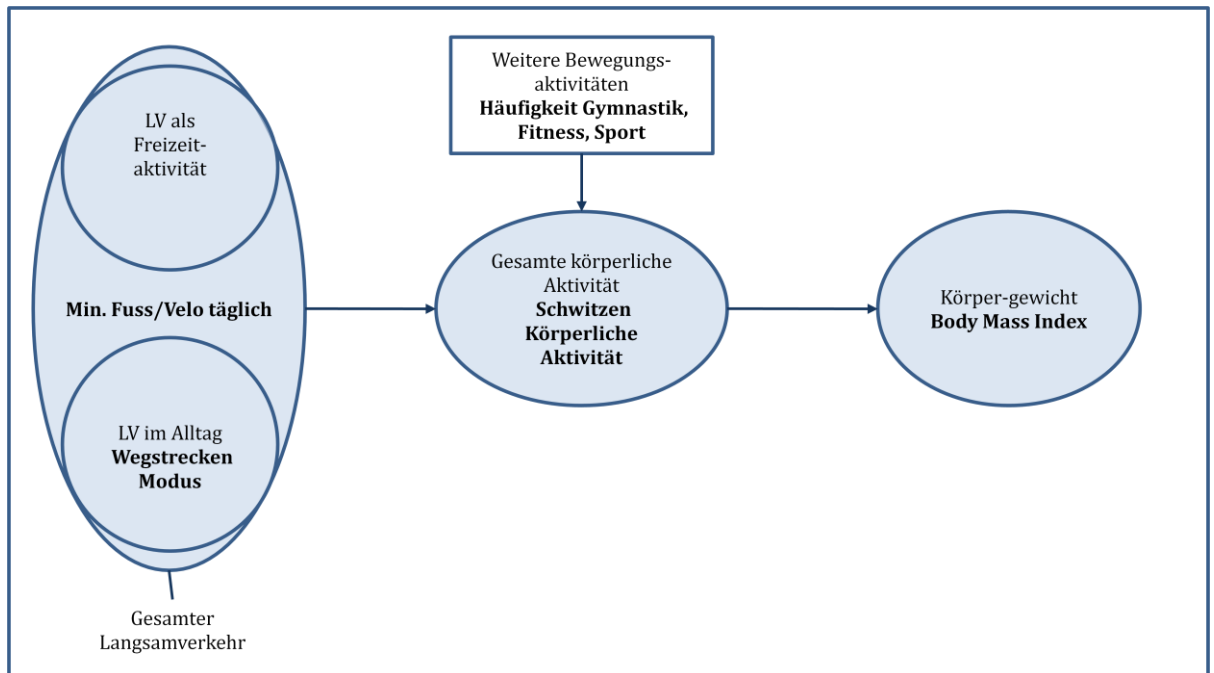 LV als
Freizeit-
aktivität
Min. Fuss/Velo täglich
LV im Alltag
Wegstrecken
Modus
Gesamter
Langsamverkehr
Weitere Bewegungs-
aktivitäten
Häufigkeit Gymnastik,
Fitness, Sport
Gesamte körperliche
Aktivität
Schwitzen
Körperliche
Aktivität
Körper-gewicht
Body Mass Index